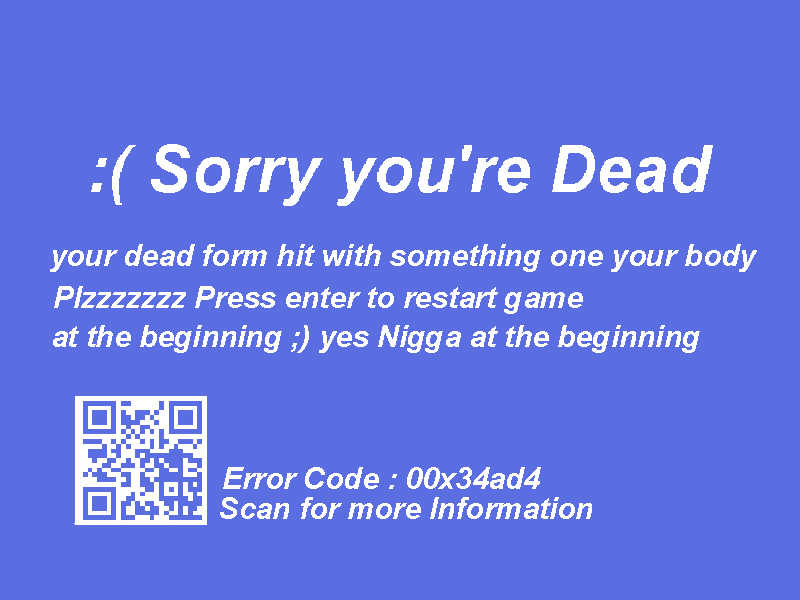 :( Sorry you're Dead
your dead form hit with something one your body
Plzzzzzzz Press enter to restart game
at the beginning ;) yes Nigga at the beginning
Error Code : 00x34ad4
Scan for more Information